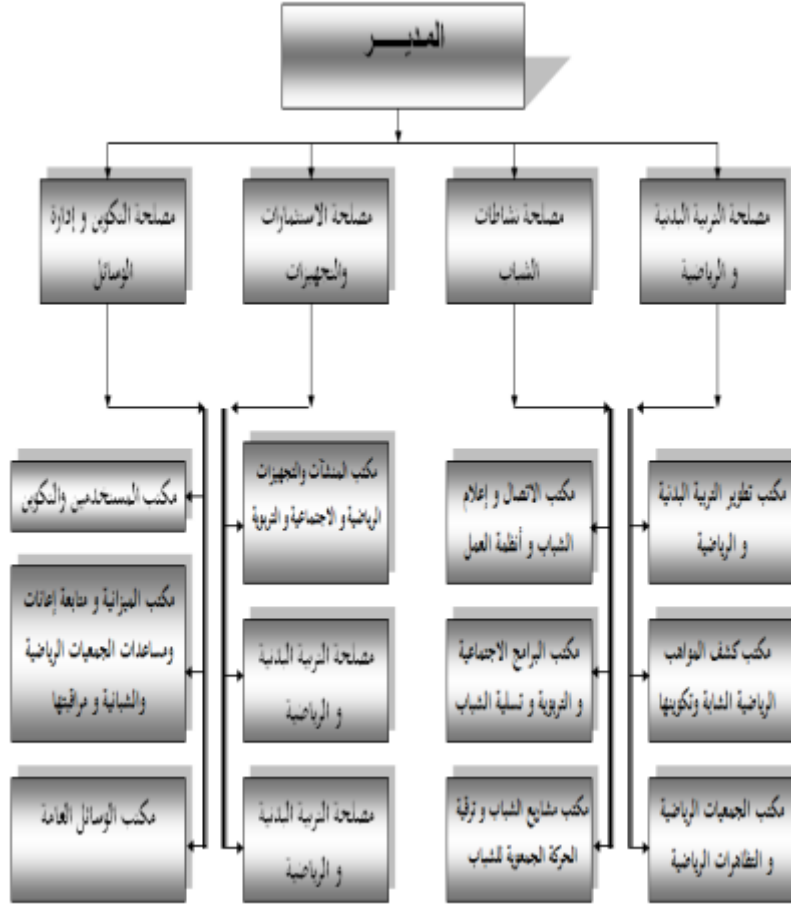 المديــــر
مصلحة التربية البدنية
و الرياضية
مصلحة نشاطات
الشباب
مصلحة الاستثمارات
والتجهيزات
مصلحة التكوين و إدارة
الوسائل
مكتب تطوير التربية البدنية
و الرياضية
مكتب كشف المواهب
الرياضية الشابة وتكوينها
مكتب الجمعيات الرياضية
و التظاهرات الرياضية
مكتب الاتصال و إعلام
الشباب و أنظمة العمل
مكتب البرامج الاجتماعية
و التربوية و تسلية الشباب
مكتب مشاريع الشباب و ترقية
الحركة الجمعوية للشباب
مكتب المنشآت والتجهيزات
الرياضية و الاجتماعية و التربوية
مصلحة التربية البدنية
و الرياضية
مصلحة التربية البدنية
و الرياضية
مكتب المستخدمين والتكوين
مكتب الميزانية و متابعة إعانات
ومساعدات الجمعيات الرياضية
والشبانية و مراقبتها
مكتب الوسائل العامة